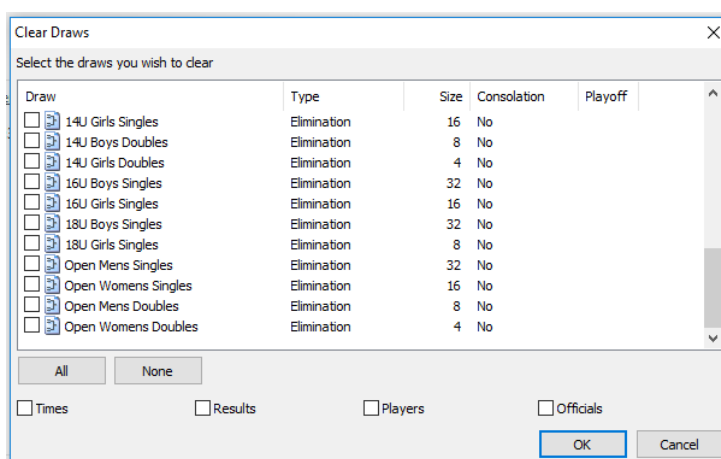 Clear Draws
Select the draws you wish to clear
Draw Type Size Consolation Playoff
14U Girls Singles Elimination 16 No
14U Boys Doubles Elimination 8 No
14U Girls Doubles Elimination 4 No
16U Boys Singles Elimination 32 No
16U Girls Singles Elimination 16 No
18U Boys Singles Elimination 32 No
18U Girls Singles Elimination 8 No
Open Mens Singles Elimination 32 No
Open Womens Singles Elimination 16 No
Open Mens Doubles Elimination 8 No
Open Womens Doubles Elimination 4 No
All None
Times Results Players Officials
OK Cancel